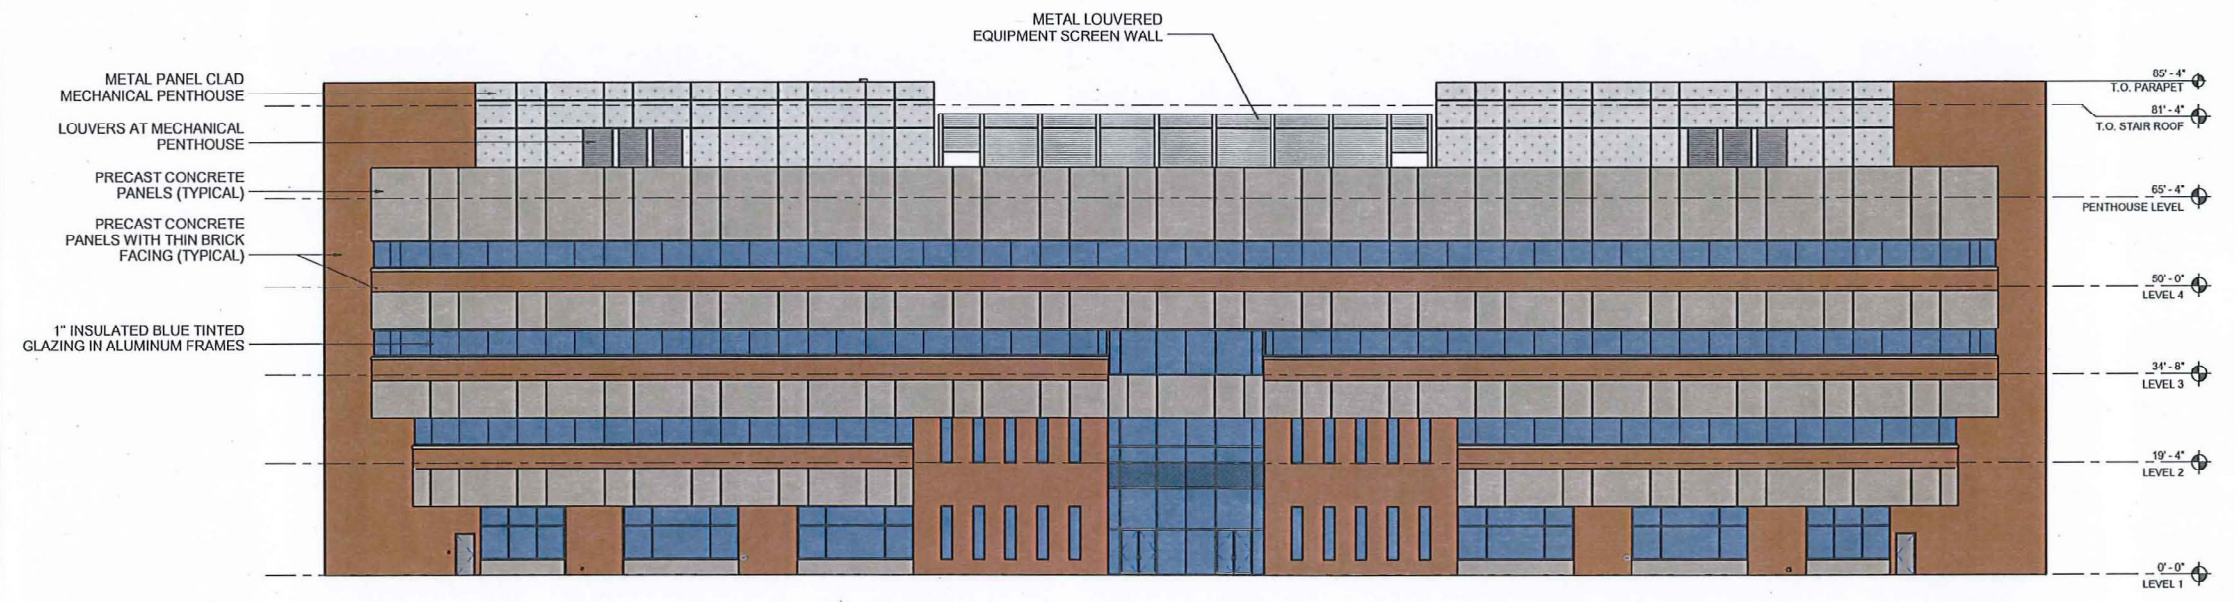 METAL LOUVERED
EQUIPMENT SCREEN WALL
METAL PANEL CLAD
MECHANICAL PENTHOUSE
LOUVERS AT MECHANICAL
PENTHOUSE
PRECAST CONCRETE
PANELS (TYPICAL)
PRECAST CONCRETE
PANELS WITH THIN BRICK
FACING (TYPICAL)
1" INSULATED BLUE TINTED
GLAZING IN ALUMINUM FRAMES
85' - 4"
T.O. PARAPET
81' - 4"
T.O. STAIR ROOF
65' - 4"
PENTHOUSE LEVEL
50' - 0"
LEVEL 4
34' - 8"
LEVEL 3
19' - 4"
LEVEL 2
0' - 0"
LEVEL 1